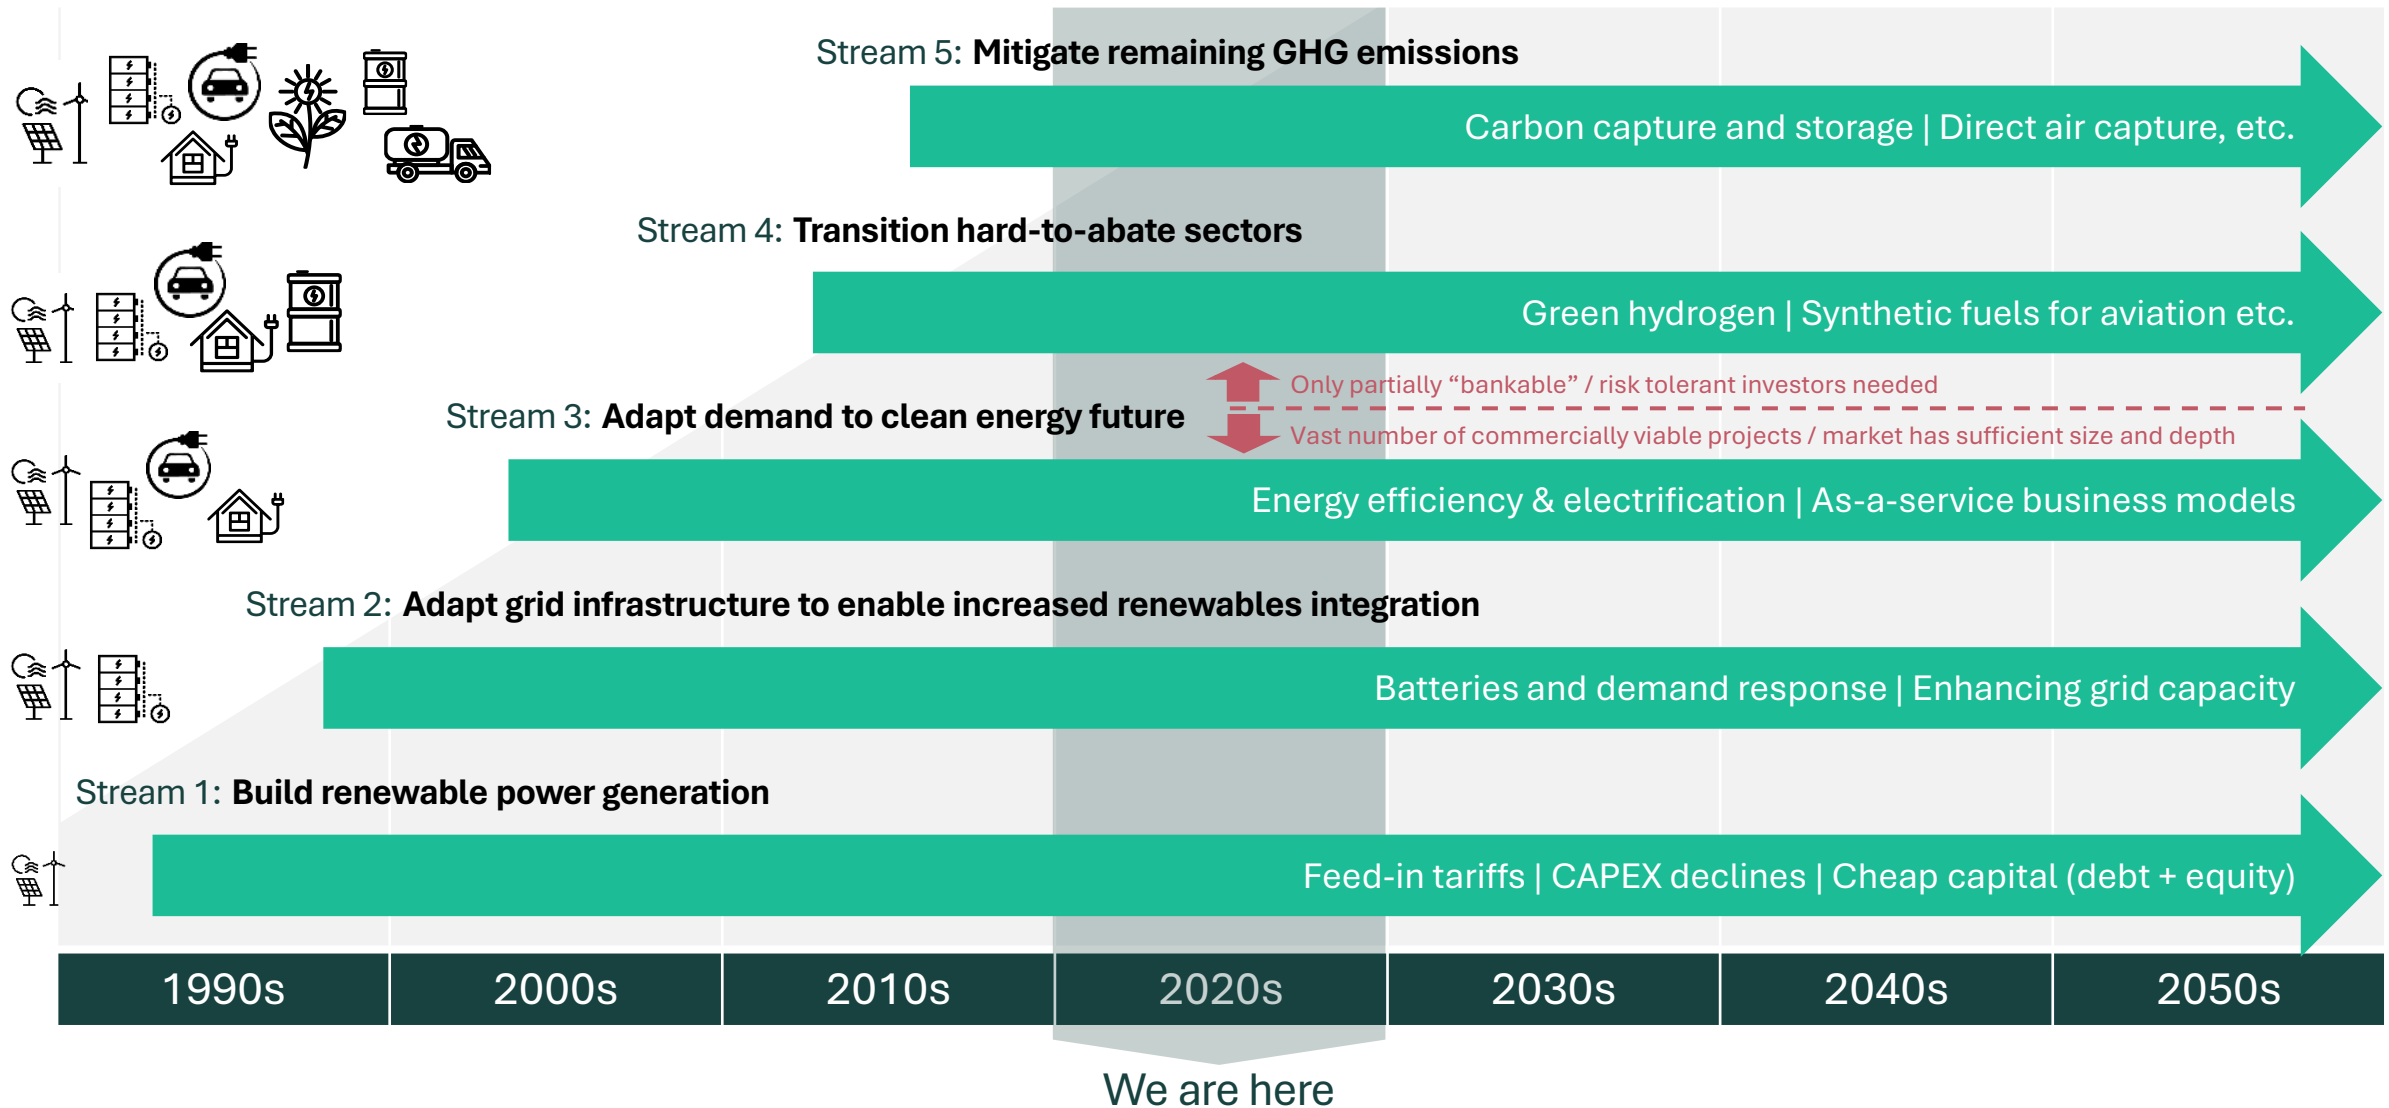 Stream 5: Mitigate remaining GHG emissions
Carbon capture and storage | Direct air capture, etc.
Stream 4: Transition hard-to-abate sectors
Green hydrogen | Synthetic fuels for aviation etc.
Only partially “bankable” / risk tolerant investors needed
Stream 3: Adapt demand to clean energy future
Vast number of commercially viable projects / market has sufficient size and depth
Energy efficiency & electrification | As-a-service business models
Stream 2: Adapt grid infrastructure to enable increased renewables integration
Batteries and demand response | Enhancing grid capacity
Stream 1: Build renewable power generation
Feed-in tariffs | CAPEX declines | Cheap capital (debt + equity)
1990s 2000s 2010s 2020s 2030s 2040s 2050s
We are here